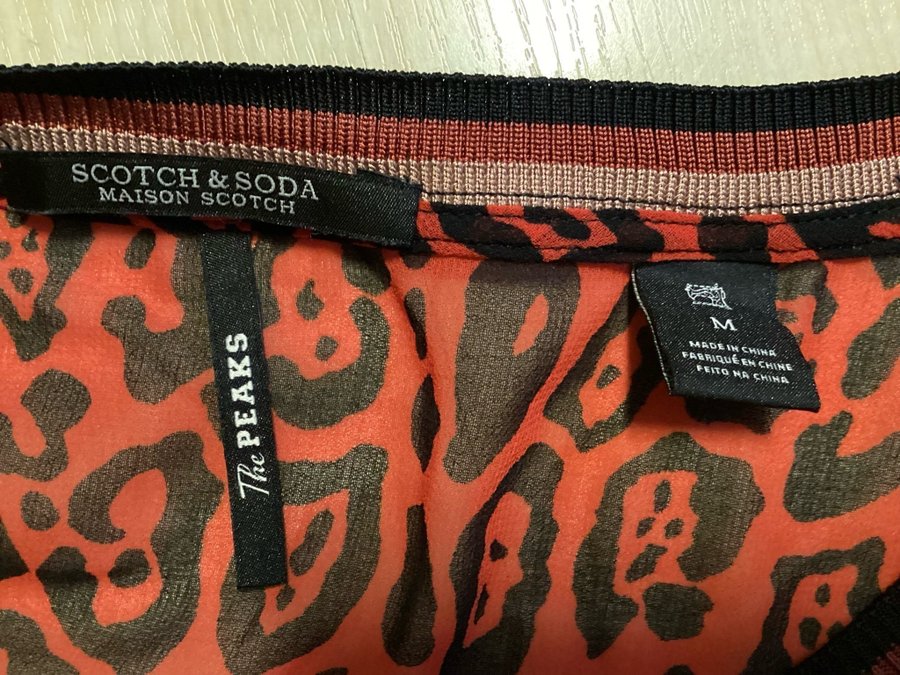 SCOTCH & SODA
MAISON SCOTCH
The PEAKS
M
MADE IN CHINA
FABRIQUÉ EN CHINE
FEITO NA CHINA